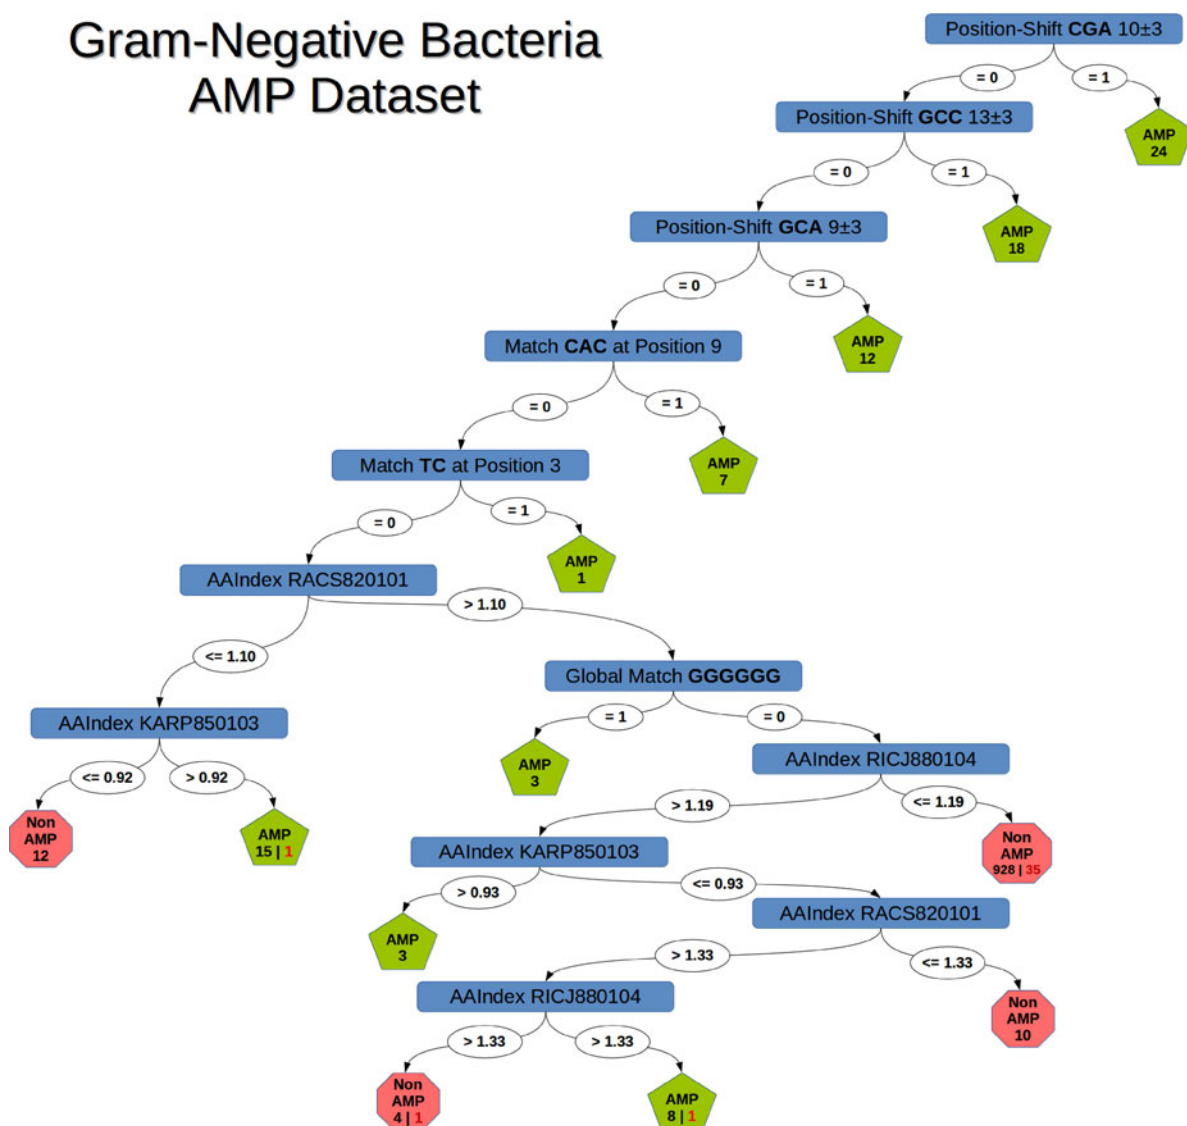 Gram-Negative Bacteria
AMP Dataset
Position-Shift CGA 10±3
= 0
= 1
Position-Shift GCC 13±3
AMP
24
= 0
= 1
Position-Shift GCA 9±3
AMP
18
= 0
= 1
Match CAC at Position 9
AMP
12
= 0
= 1
Match TC at Position 3
AMP
7
= 0
= 1
AAIndex RACS820101
AMP
1
> 1.10
<= 1.10
Global Match GGGGGG
AAIndex KARP850103
= 1
= 0
AAIndex RICJ880104
AMP
3
<= 0.92
> 0.92
> 1.19
<= 1.19
Non
AMP
12
AMP
15 | 1
AAIndex KARP850103
Non
AMP
928 | 35
> 0.93
<= 0.93
AAIndex RACS820101
AMP
3
> 1.33
<= 1.33
AAIndex RICJ880104
Non
AMP
10
> 1.33
> 1.33
Non
AMP
4 | 1
AMP
8 | 1